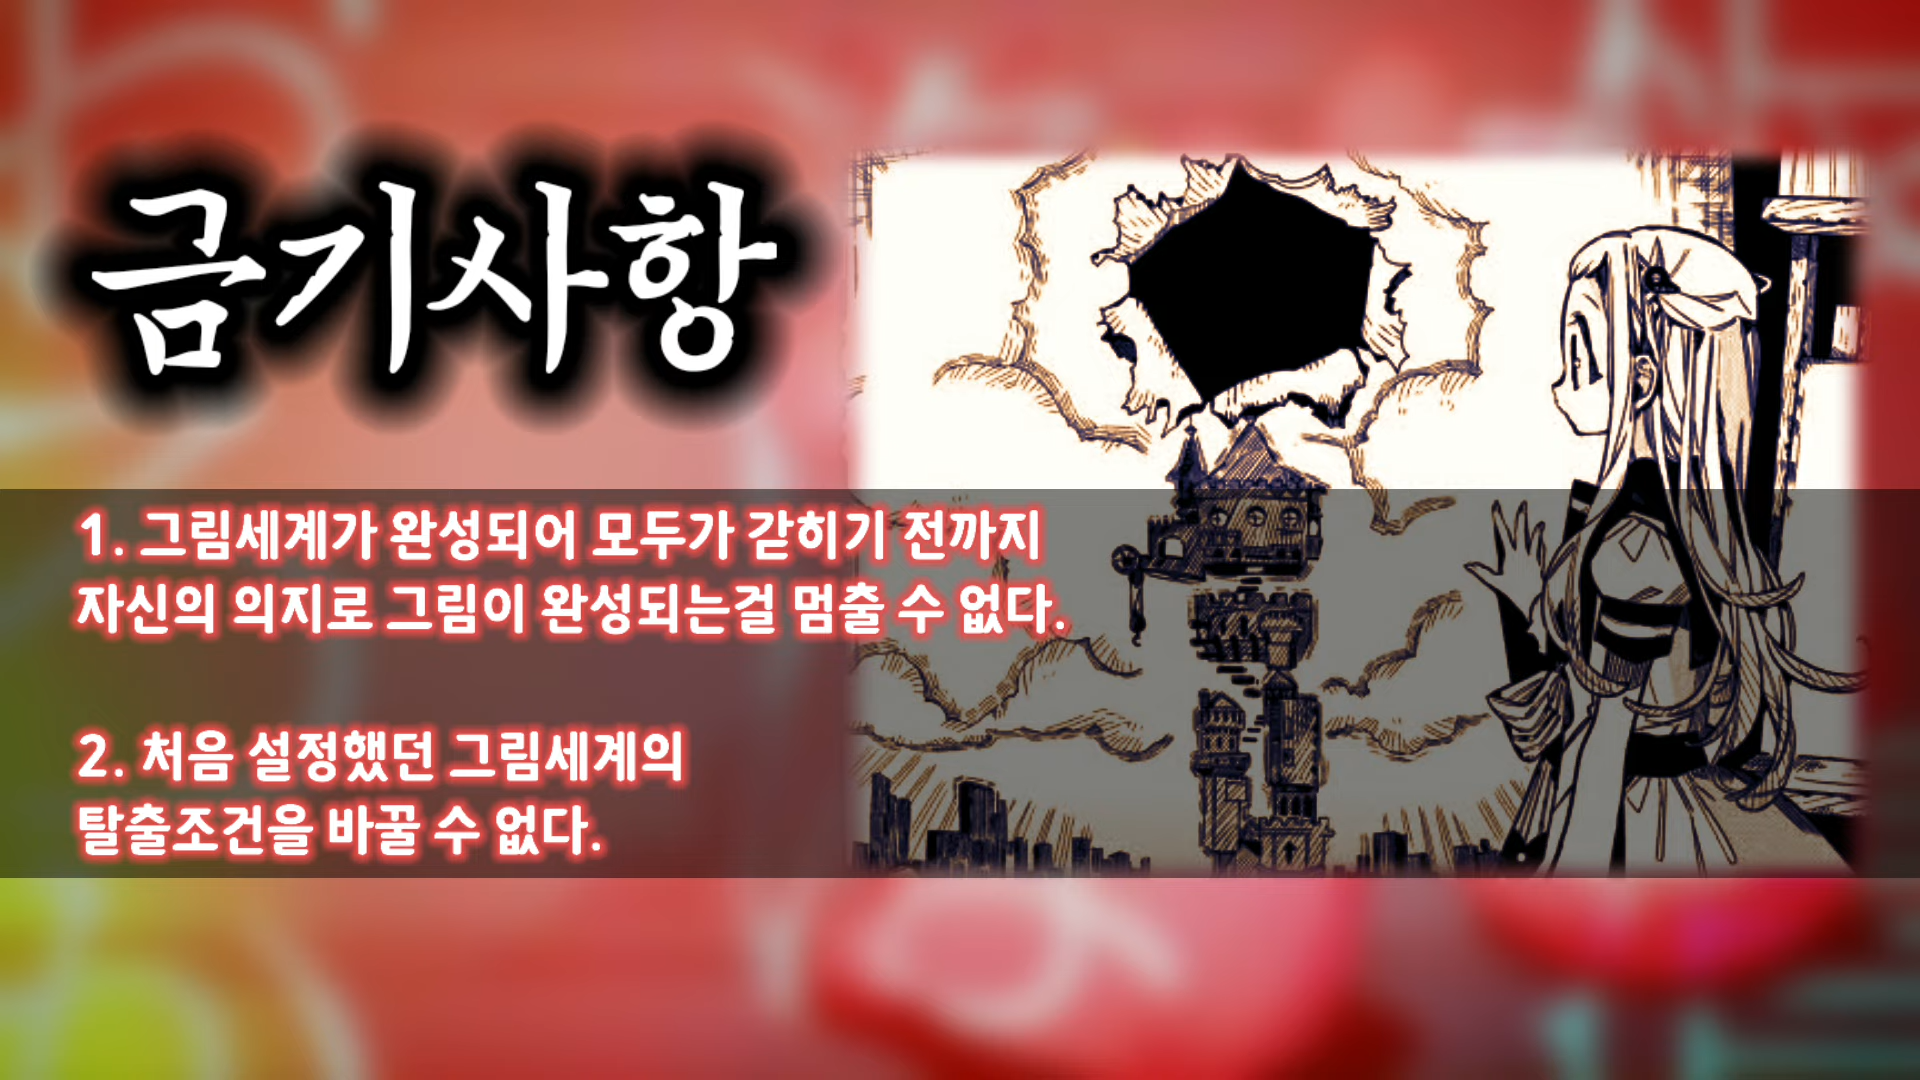 금기사항
1. 그림세계가 완성되어 모두가 갇히기 전까지
자신의 의지로 그림이 완성되는걸 멈출 수 없다.
2. 처음 설정했던 그림세계의
탈출조건을 바꿀 수 없다.